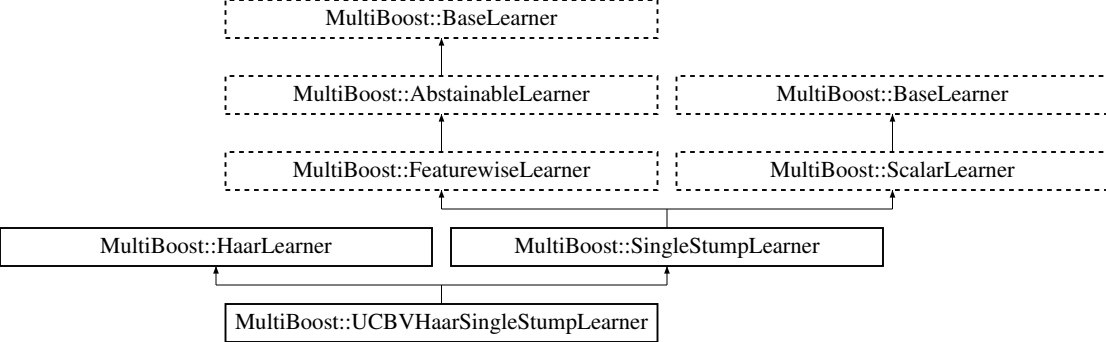 MultiBoost::BaseLearner
MultiBoost::AbstainableLearner
MultiBoost::BaseLearner
MultiBoost::FeaturewiseLearner
MultiBoost::ScalarLearner
MultiBoost::HaarLearner
MultiBoost::SingleStumpLearner
MultiBoost::UCBVHaarSingleStumpLearner